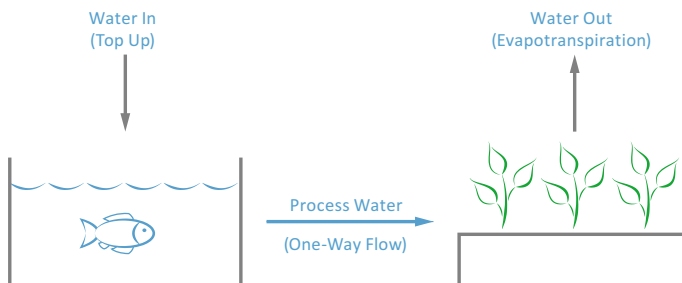 Water In
(Top Up)
Water Out
(Evapotranspiration)
Process Water
(One-Way Flow)